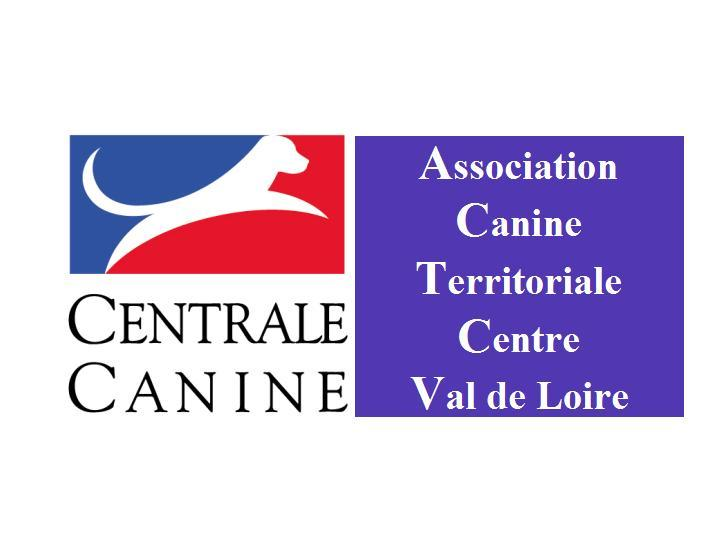 CENTRALE
CANINE
Association
Canine
Territoriale
Centre
Val de Loire